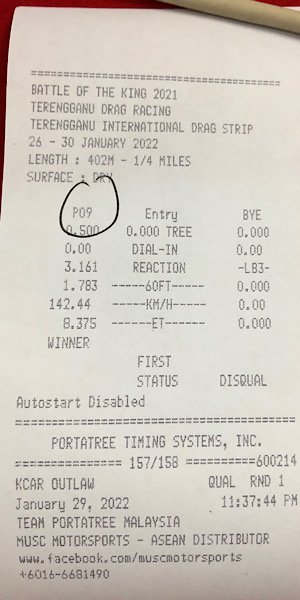 ================================
BATTLE OF THE KING 2021
TERENGGANU DRAG RACING
TERENGGANU INTERNATIONAL DRAG STRIP
26 - 30 JANUARY 2022
LENGTH : 402M - 1/4 MILES
SURFACE : DRY
P09 Entry BYE
0.500 0.000 TREE 0.000
0.00 DIAL-IN 0.00
3.161 REACTION -LB3-
1.783 ------60FT----- 0.000
142.44 ------KM/H----- 0.00
8.375 ------ET------- 0.000
WINNER
FIRST
STATUS DISQUAL
Autostart Disabled
================================
PORTATREE TIMING SYSTEMS, INC.
============== 157/158 ==========600214
KCAR OUTLAW QUAL RND 1
January 29, 2022 11:37:44 PM
TEAM PORTATREE MALAYSIA
MUSC MOTORSPORTS - ASEAN DISTRIBUTOR
www.facebook.com/muscmotorsports
+6016-6681490